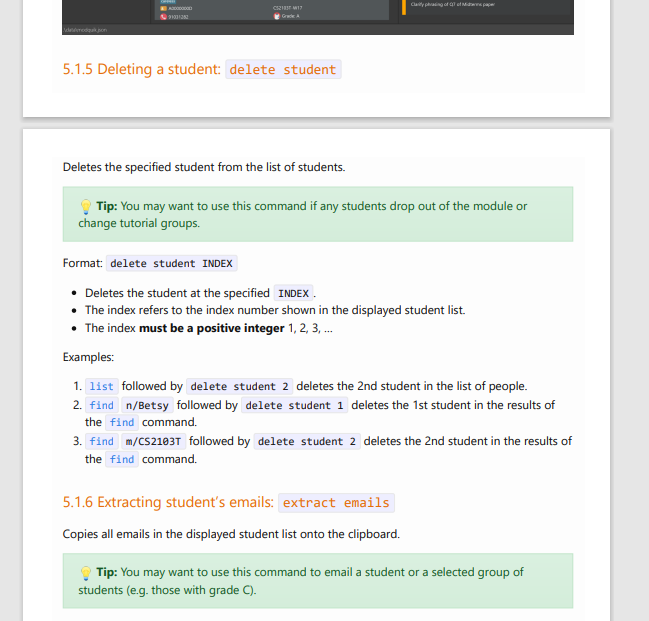 A0000000
CS2103T-W17
Clarify phrasing of Q7 of Midterms paper
91031282
Grade: A
5.1.5 Deleting a student: delete student
Deletes the specified student from the list of students.
Tip: You may want to use this command if any students drop out of the module or
change tutorial groups.
Format: delete student INDEX
• Deletes the student at the specified INDEX .
• The index refers to the index number shown in the displayed student list.
• The index must be a positive integer 1, 2, 3, …
Examples:
1. list followed by delete student 2 deletes the 2nd student in the list of people.
2. find n/Betsy followed by delete student 1 deletes the 1st student in the results of
the find command.
3. find m/CS2103T followed by delete student 2 deletes the 2nd student in the results of
the find command.
5.1.6 Extracting student's emails: extract emails
Copies all emails in the displayed student list onto the clipboard.
Tip: You may want to use this command to email a student or a selected group of
students (e.g. those with grade C).